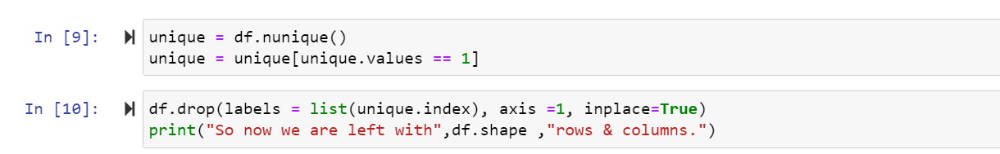 In [9]:
unique = df.nunique()
unique = unique[unique.values == 1]
In [10]:
df.drop(labels = list(unique.index), axis =1, inplace=True)
print("So now we are left with",df.shape ,"rows & columns.")